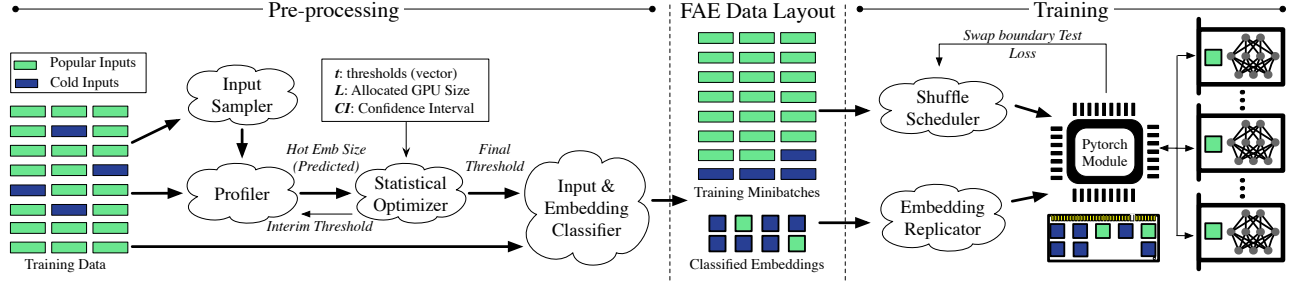 Pre-processing
FAE Data Layout
Training
Popular Inputs
Cold Inputs
Input
Sampler
t: thresholds (vector)
L: Allocated GPU Size
CI: Confidence Interval
Swap boundary Test
Loss
Shuffle
Scheduler
Pytorch
Module
Hot Emb Size
(Predicted)
Final
Threshold
Profiler
Statistical
Optimizer
Interim Threshold
Input &
Embedding
Classifier
Training Minibatches
Embedding
Replicator
Training Data
Classified Embeddings